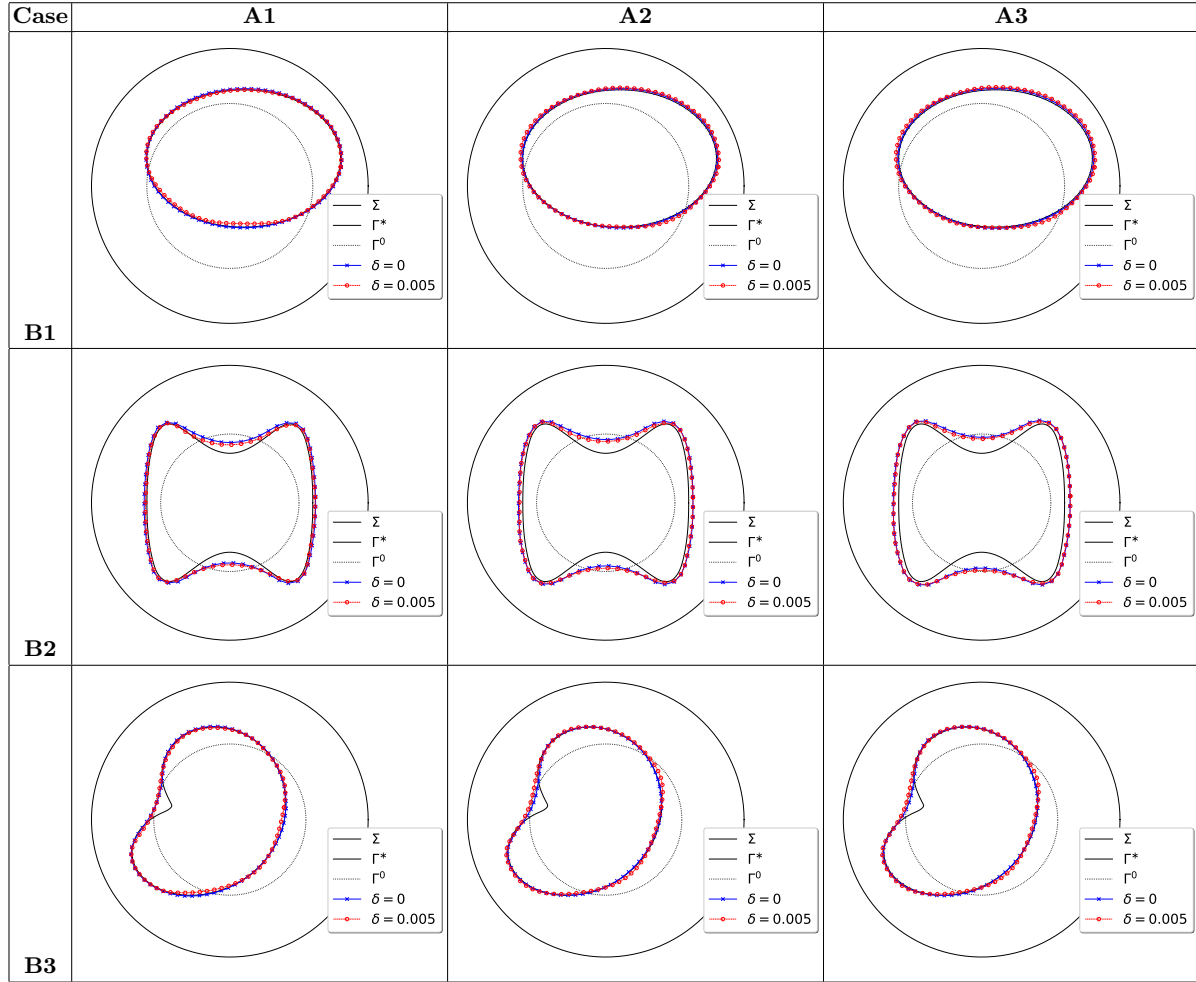 Case A1 A2 A3
B1
Σ
Γ*
Γ⁰
δ = 0
δ = 0.005
Σ
Γ*
Γ⁰
δ = 0
δ = 0.005
Σ
Γ*
Γ⁰
δ = 0
δ = 0.005
B2
Σ
Γ*
Γ⁰
δ = 0
δ = 0.005
Σ
Γ*
Γ⁰
δ = 0
δ = 0.005
Σ
Γ*
Γ⁰
δ = 0
δ = 0.005
B3
Σ
Γ*
Γ⁰
δ = 0
δ = 0.005
Σ
Γ*
Γ⁰
δ = 0
δ = 0.005
Σ
Γ*
Γ⁰
δ = 0
δ = 0.005